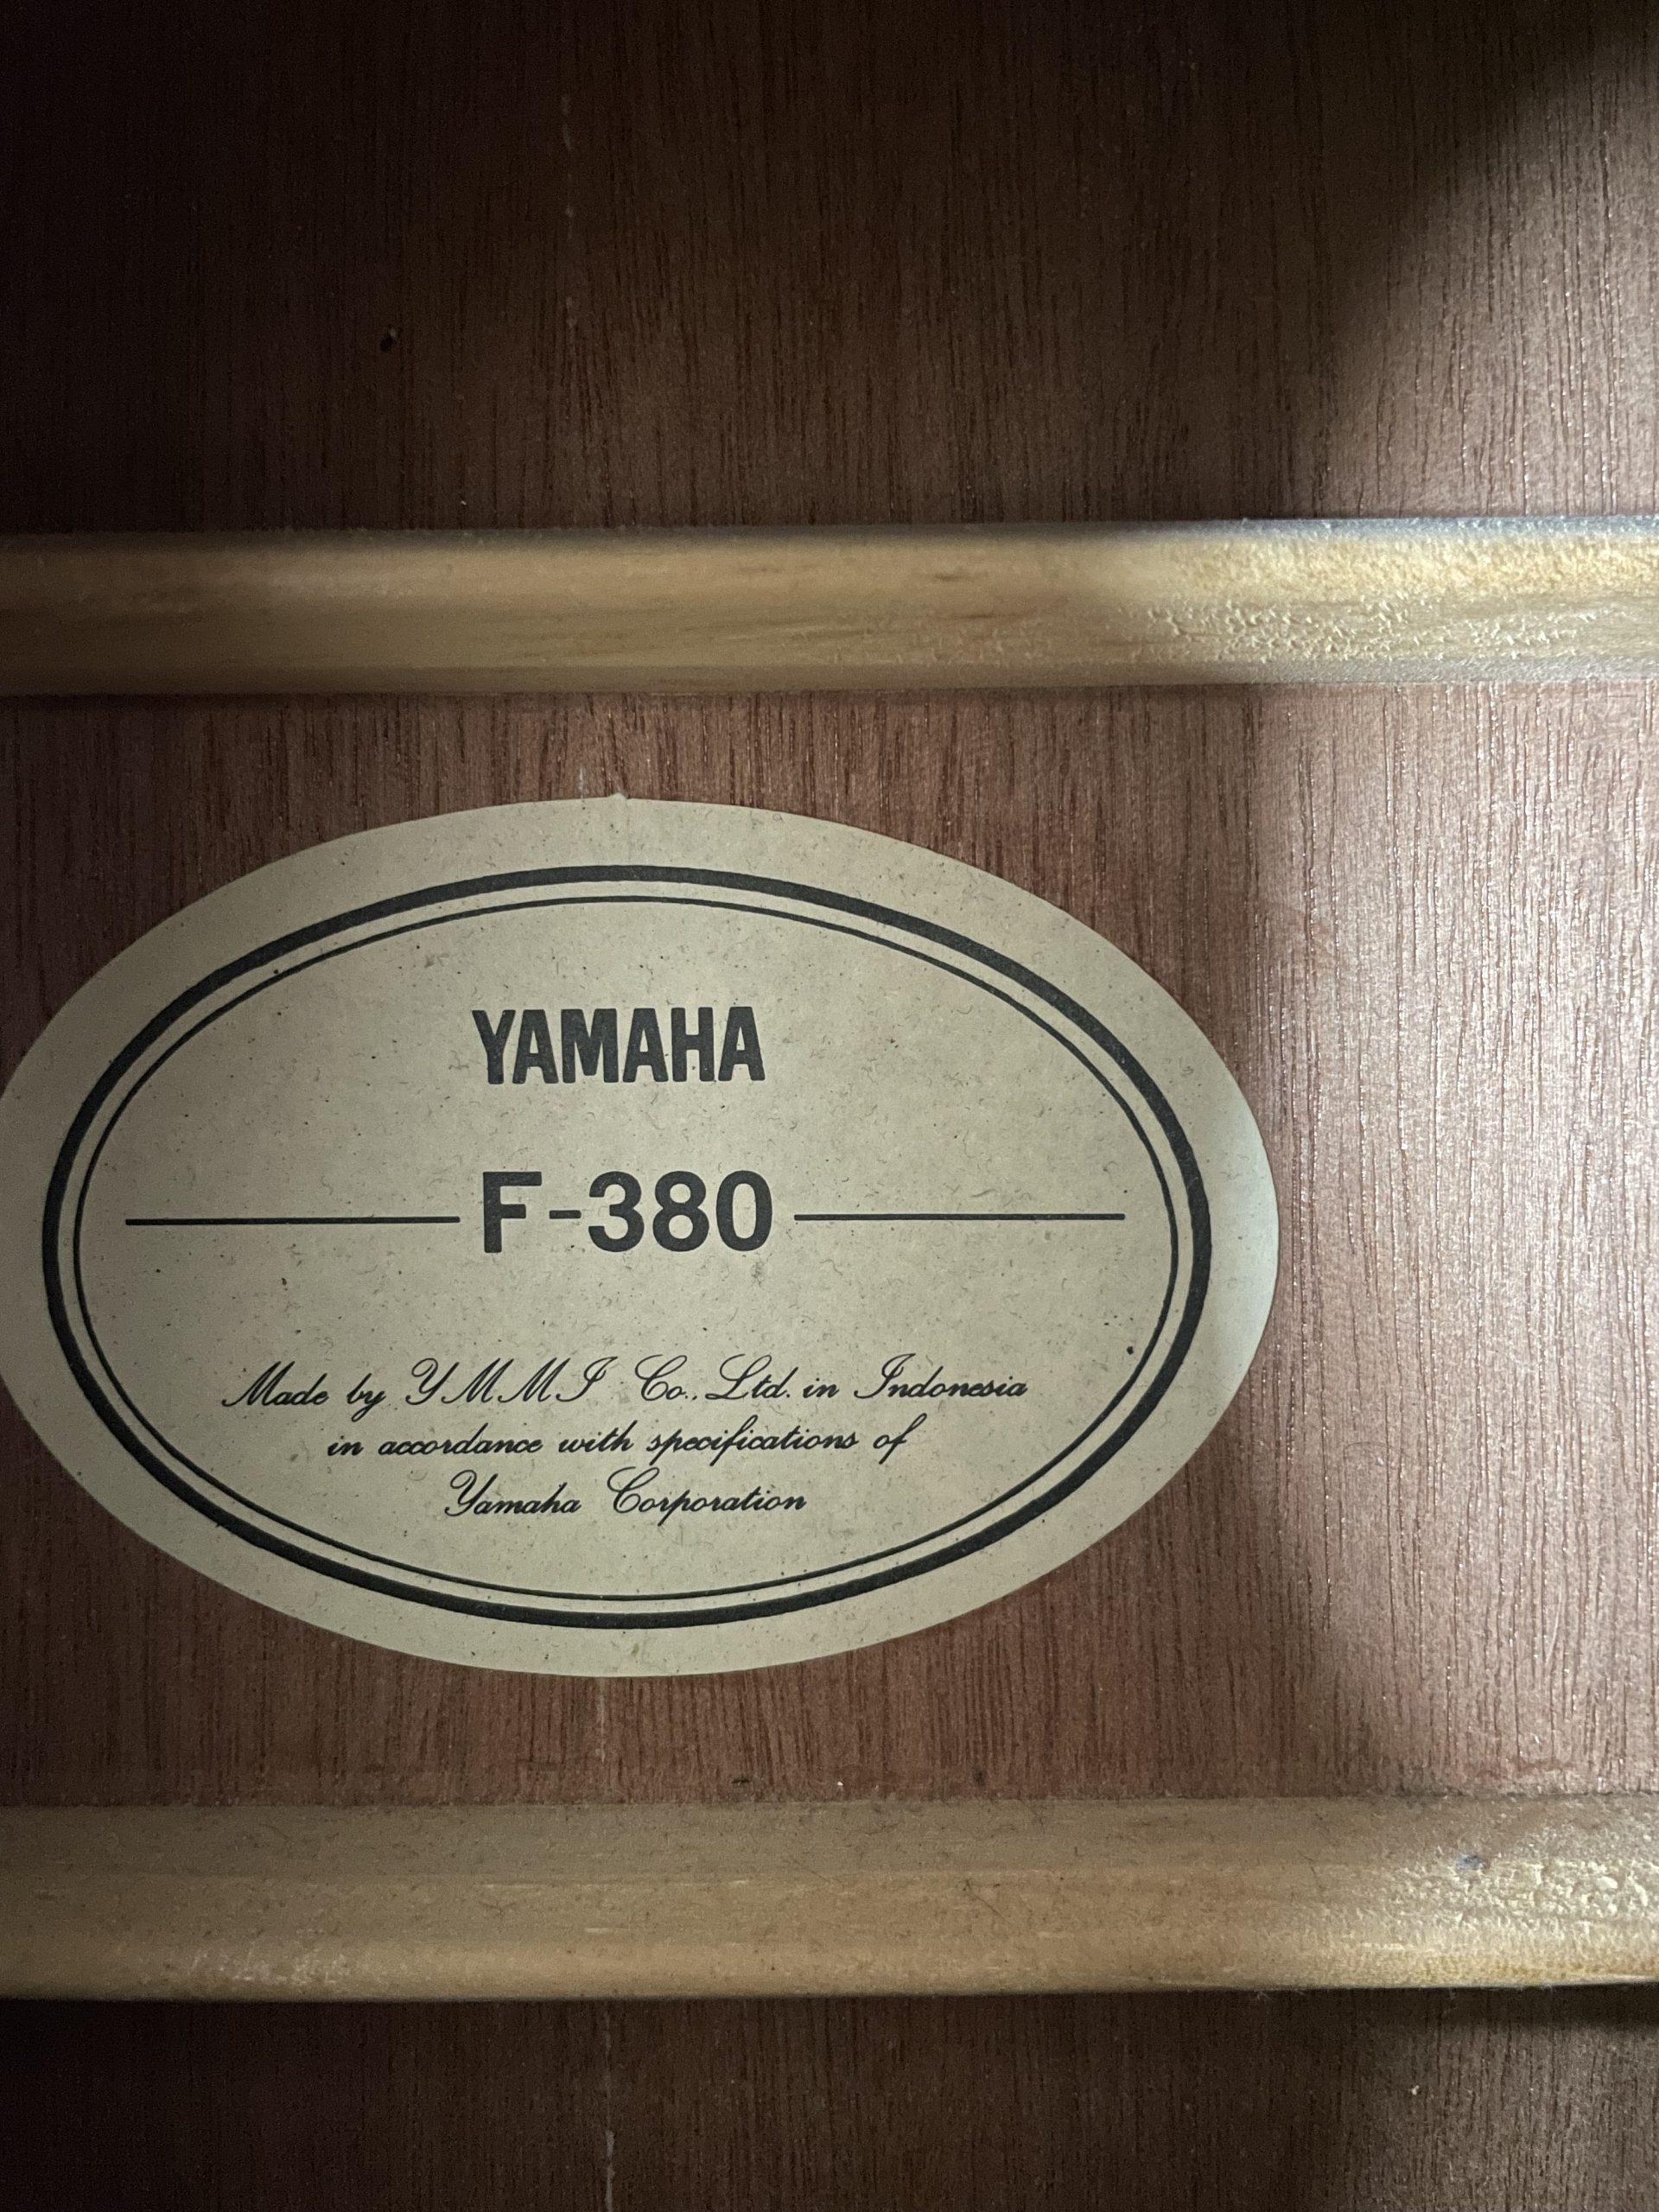 YAMAHA
F-380
Made by YMMI Co., Ltd. in Indonesia
in accordance with specifications of
Yamaha Corporation